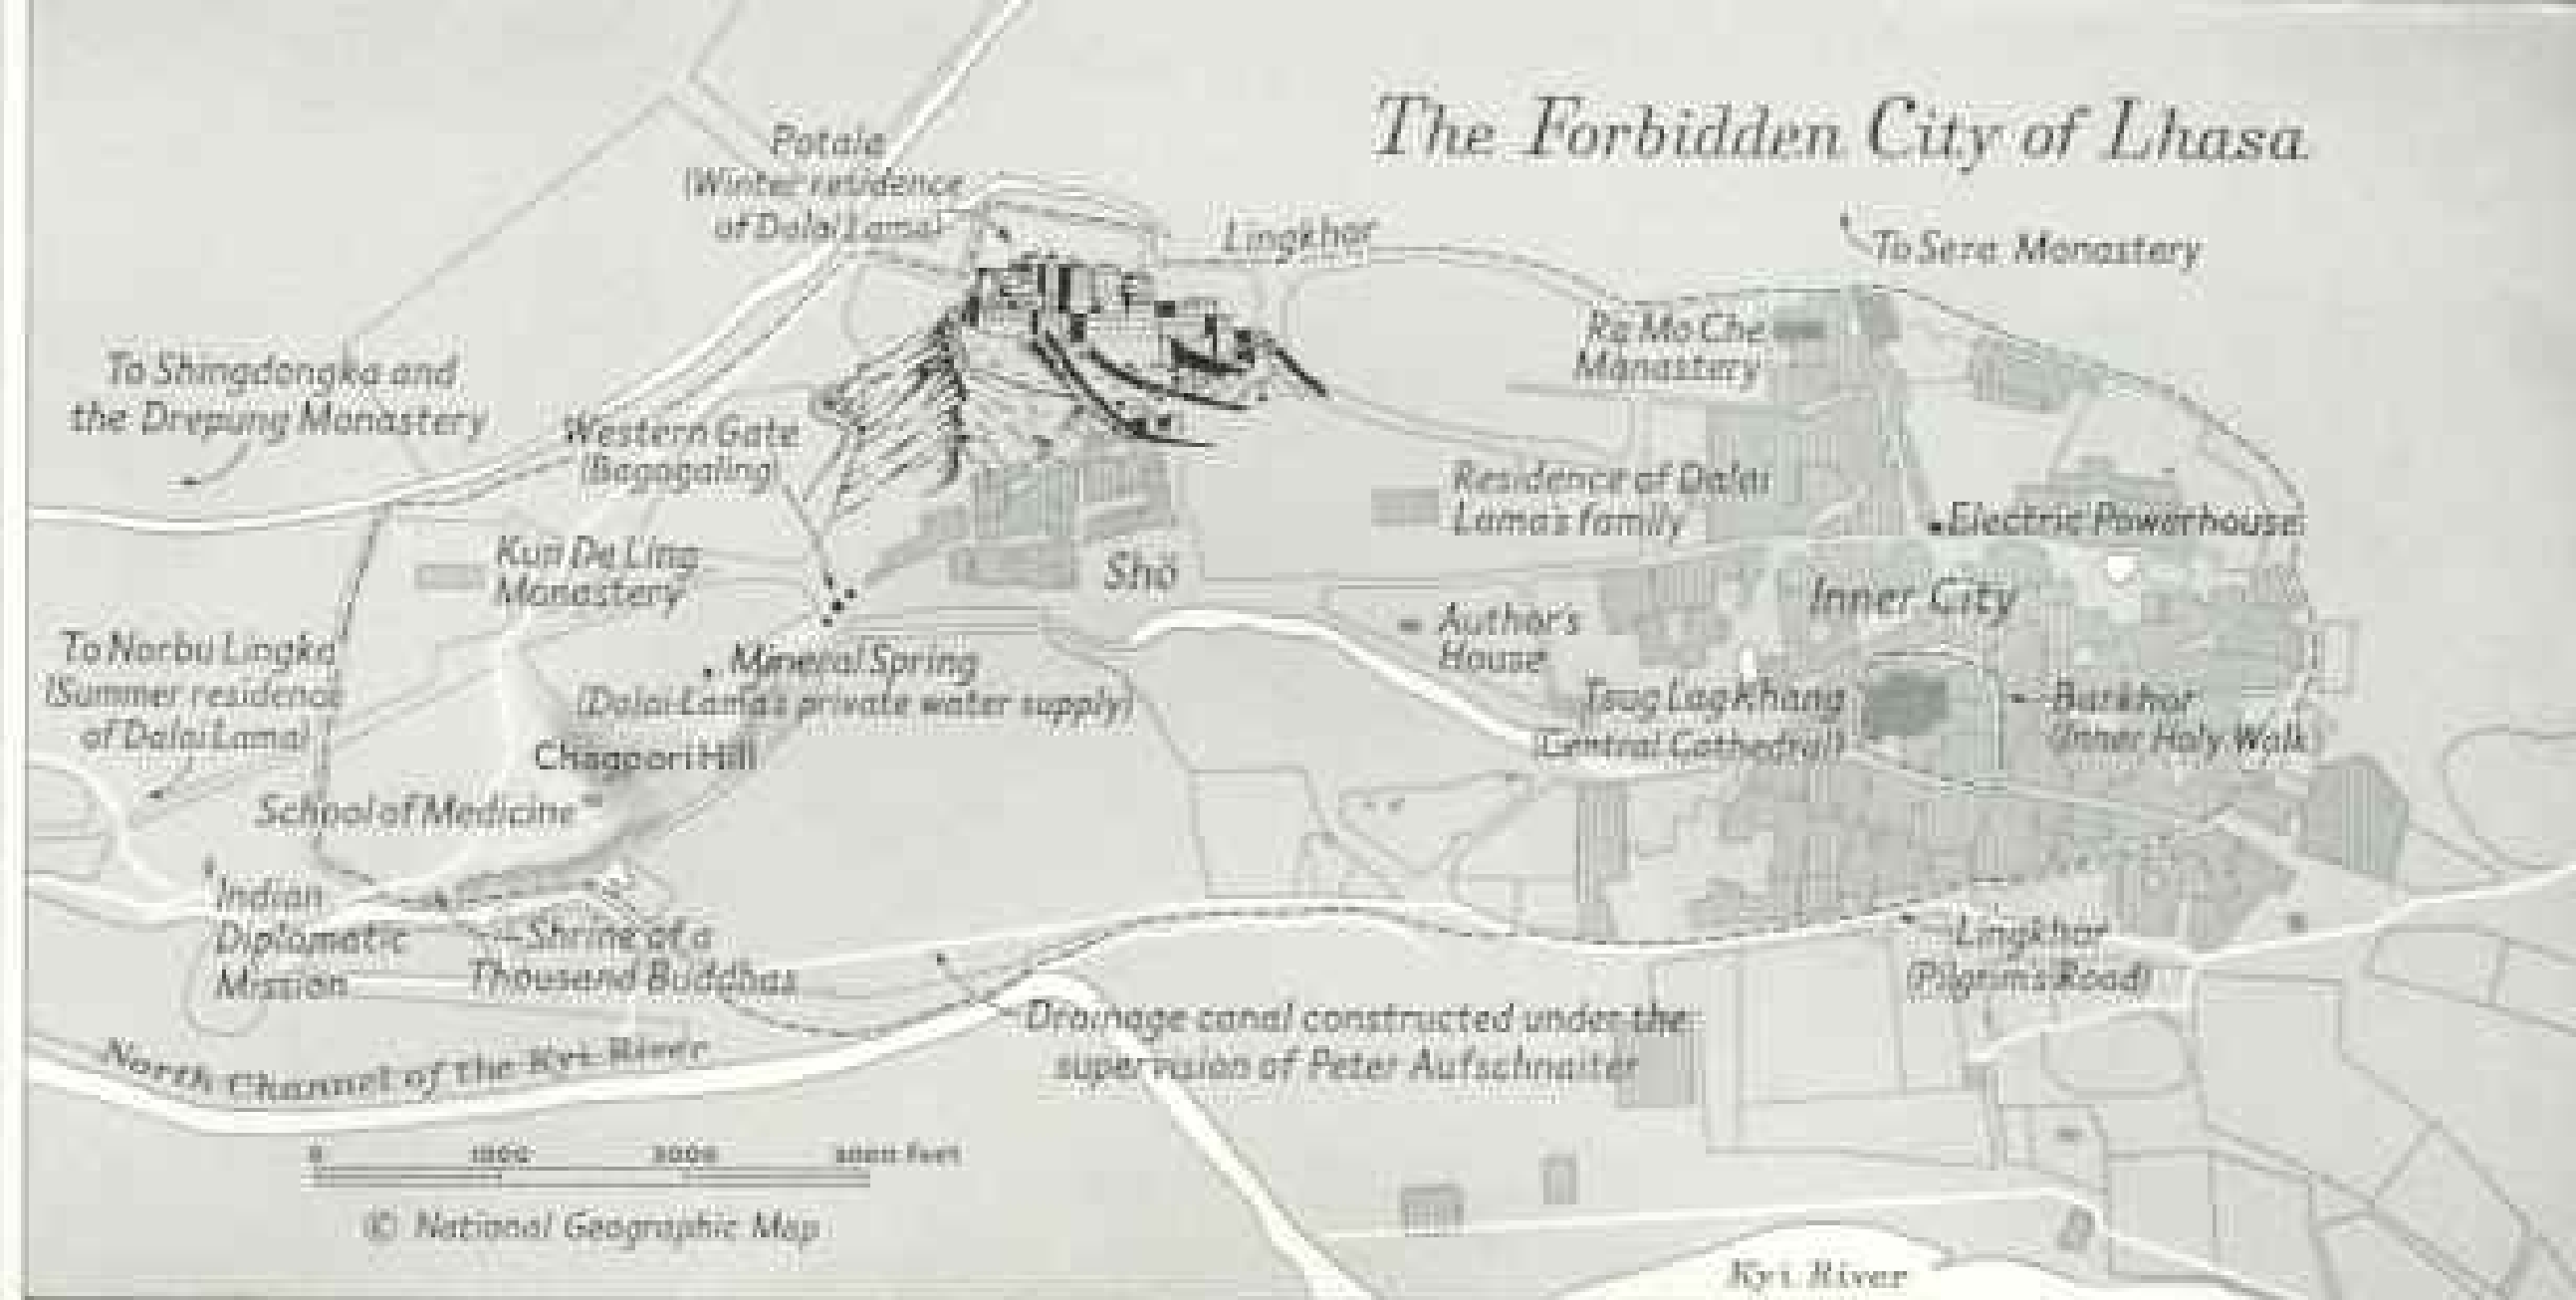 The Forbidden City of Lhasa
Potala
(Winter residence
of Dalai Lama)
Lingkhor
To Sera Monastery
Ra Mo Che
Monastery
To Shingdongka and
the Drepung Monastery
Western Gate
(Bagogaling)
Residence of Dalai
Lama's family
Electric Powerhouse
Kun De Ling
Monastery
Shö
Inner City
Author's
House
To Norbu Lingka
(Summer residence
of Dalai Lama)
Mineral Spring
(Dalai Lama's private water supply)
Tsug Lag Khang
(Central Cathedral)
Barkhor
(Inner Holy Walk)
Chagpori Hill
School of Medicine
Indian
Diplomatic
Mission
Shrine of a
Thousand Buddhas
Lingkhor
(Pilgrim's Road)
Drainage canal constructed under the
supervision of Peter Aufschnaiter
North Channel of the Kyi River
0 1000 2000 3000 Feet
© National Geographic Map
Kyi River